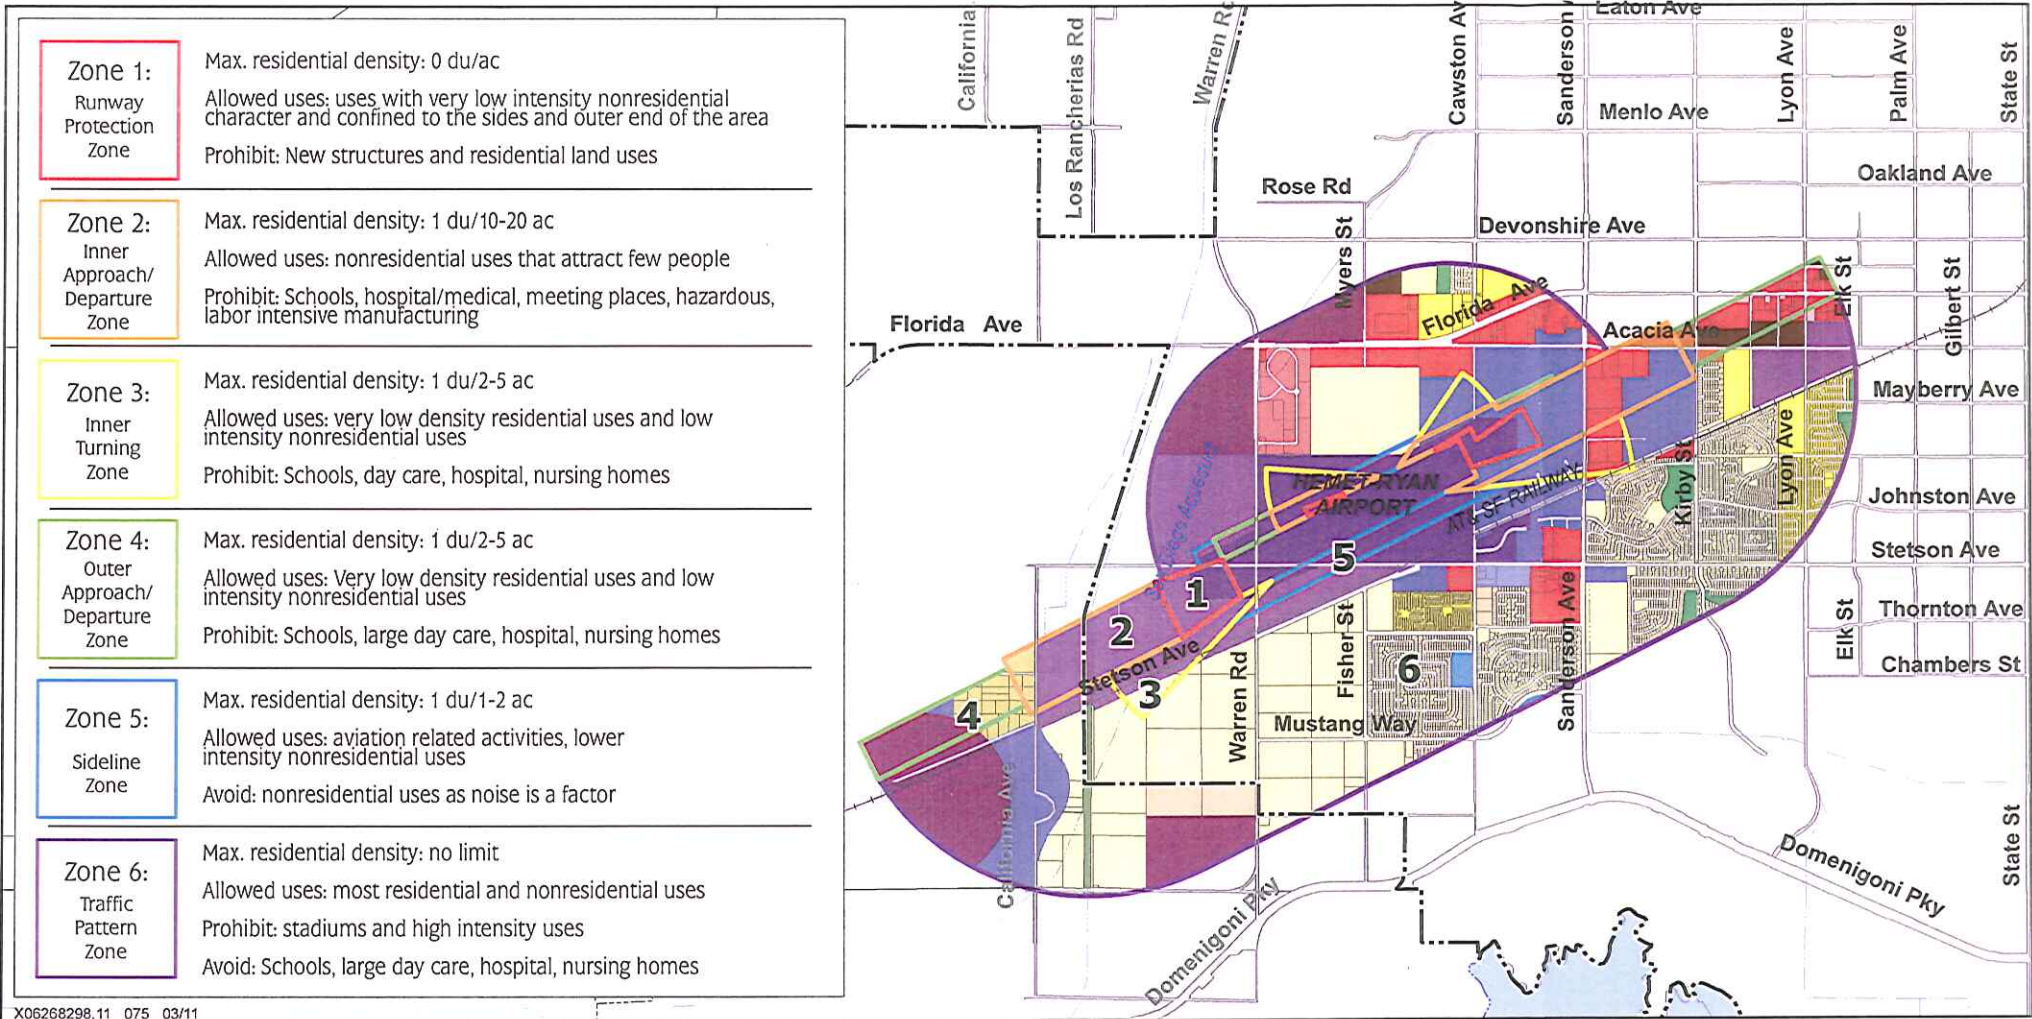 Zone 1:
Runway
Protection
Zone
Max. residential density: 0 du/ac
Allowed uses: uses with very low intensity nonresidential
character and confined to the sides and outer end of the area
Prohibit: New structures and residential land uses
Zone 2:
Inner
Approach/
Departure
Zone
Max. residential density: 1 du/10-20 ac
Allowed uses: nonresidential uses that attract few people
Prohibit: Schools, hospital/medical, meeting places, hazardous,
labor intensive manufacturing
Zone 3:
Inner
Turning
Zone
Max. residential density: 1 du/2-5 ac
Allowed uses: very low density residential uses and low
intensity nonresidential uses
Prohibit: Schools, day care, hospital, nursing homes
Zone 4:
Outer
Approach/
Departure
Zone
Max. residential density: 1 du/2-5 ac
Allowed uses: Very low density residential uses and low
intensity nonresidential uses
Prohibit: Schools, large day care, hospital, nursing homes
Zone 5:
Sideline
Zone
Max. residential density: 1 du/1-2 ac
Allowed uses: aviation related activities, lower
intensity nonresidential uses
Avoid: nonresidential uses as noise is a factor
Zone 6:
Traffic
Pattern
Zone
Max. residential density: no limit
Allowed uses: most residential and nonresidential uses
Prohibit: stadiums and high intensity uses
Avoid: Schools, large day care, hospital, nursing homes
X06268298.11 075 03/11
California
Los Rancherias Rd
Warren Rd
Cawston Av
Sanderson
Eaton Ave
Lyon Ave
Palm Ave
State St
Menlo Ave
Oakland Ave
Rose Rd
Devonshire Ave
Myers St
Florida Ave
Florida Ave
Acacia Ave
Elk St
Gilbert St
Mayberry Ave
HEMET-RYAN
AIRPORT
AT& SF RAILWAY
Kirby St
Lyon Ave
Johnston Ave
Stetson Ave
5
1
2
Stetson Ave
3
4
6
Warren Rd
Fisher St
Sanderson Ave
Mustang Way
Thornton Ave
Elk St
Chambers St
California Ave
Domenigoni Pky
Domenigoni Pky
State St